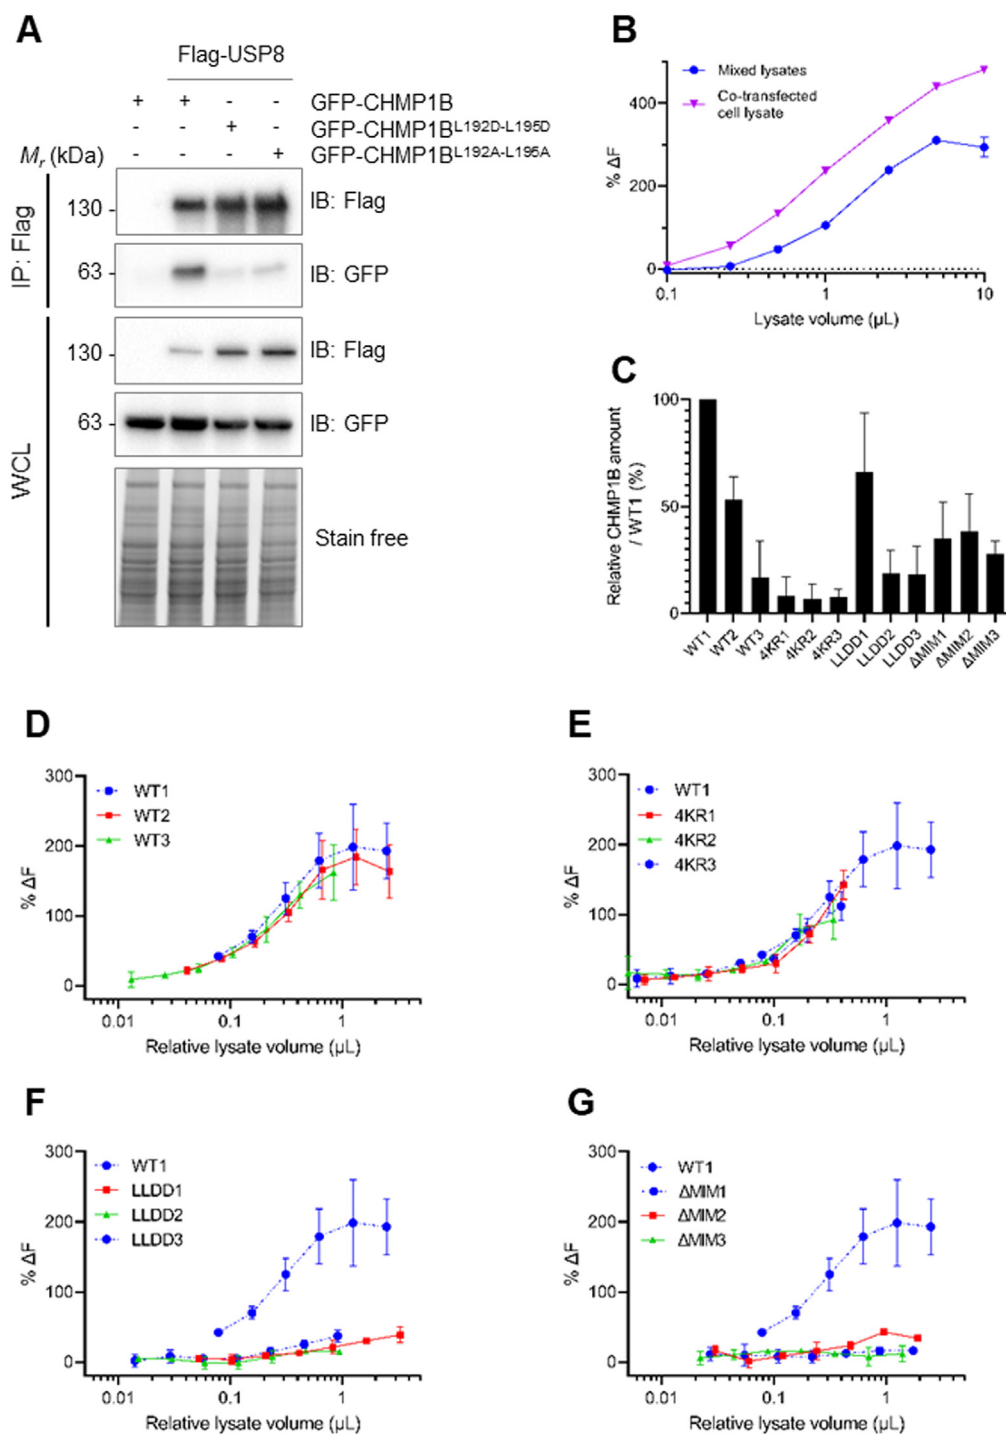 A
Flag-USP8
+ + - - GFP-CHMP1B
- - + - GFP-CHMP1B^L192D-L195D
- - - + GFP-CHMP1B^L192A-L195A
Mr (kDa)
IP: Flag
130 -
IB: Flag
63 -
IB: GFP
WCL
130 -
IB: Flag
63 -
IB: GFP
Stain free
B
Mixed lysates
Co-transfected
cell lysate
% ΔF
400
200
0
0.1 1 10
Lysate volume (µL)
C
Relative CHMP1B amount
/ WT1 (%)
100
50
0
WT1 WT2 WT3 4KR1 4KR2 4KR3 LLDD1 LLDD2 LLDD3 ΔMIM1 ΔMIM2 ΔMIM3
D
WT1
WT2
WT3
% ΔF
300
200
100
0
0.01 0.1 1
Relative lysate volume (µL)
E
WT1
4KR1
4KR2
4KR3
% ΔF
300
200
100
0
0.01 0.1 1
Relative lysate volume (µL)
F
WT1
LLDD1
LLDD2
LLDD3
% ΔF
300
200
100
0
0.01 0.1 1
Relative lysate volume (µL)
G
WT1
ΔMIM1
ΔMIM2
ΔMIM3
% ΔF
300
200
100
0
0.01 0.1 1
Relative lysate volume (µL)